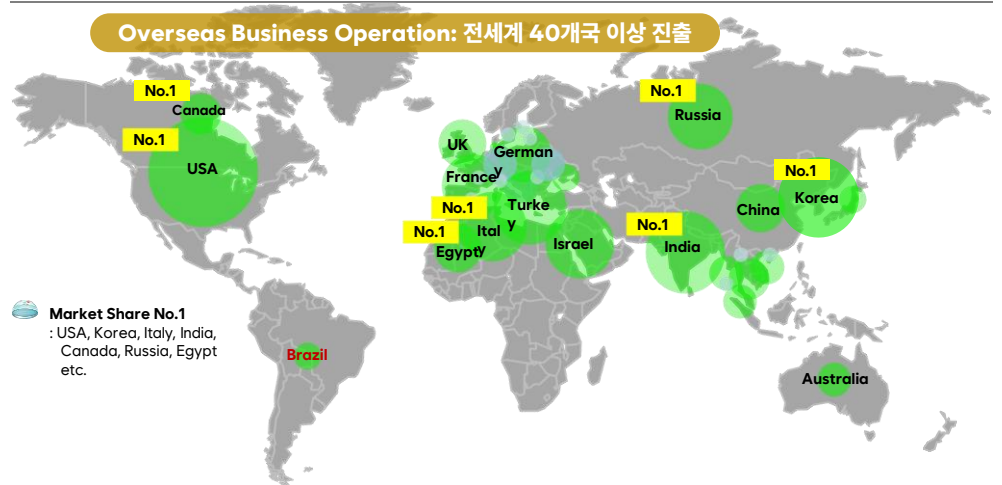 Overseas Business Operation: 전세계 40개국 이상 진출
No.1
Canada
No.1
USA
No.1
Russia
UK
German
y
France
No.1
Korea
China
No.1
Turke
y
No.1
Ital
y
Egypt
Israel
No.1
India
Market Share No.1
: USA, Korea, Italy, India,
Canada, Russia, Egypt
etc.
Brazil
Australia